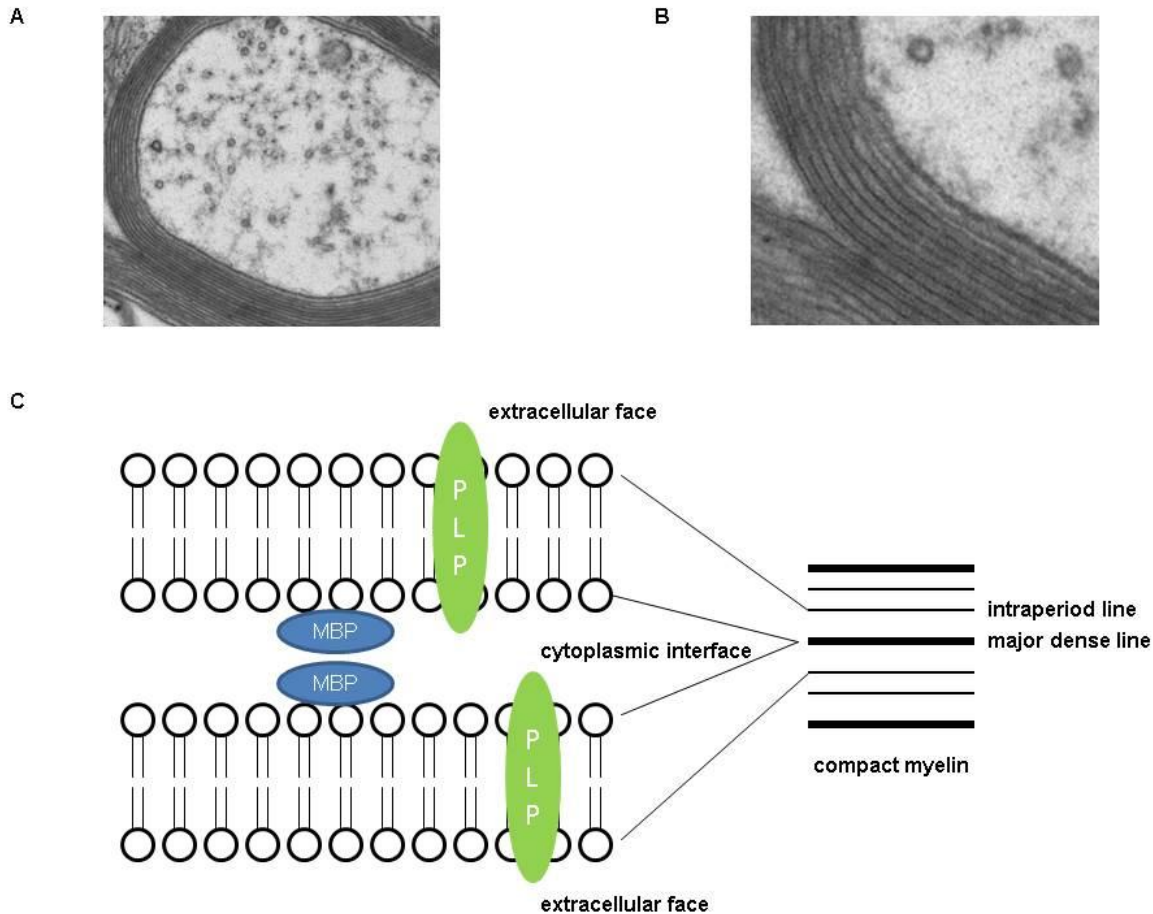 A
B
C
extracellular face
P
L
P
MBP
MBP
cytoplasmic interface
P
L
P
extracellular face
intraperiod line
major dense line
compact myelin